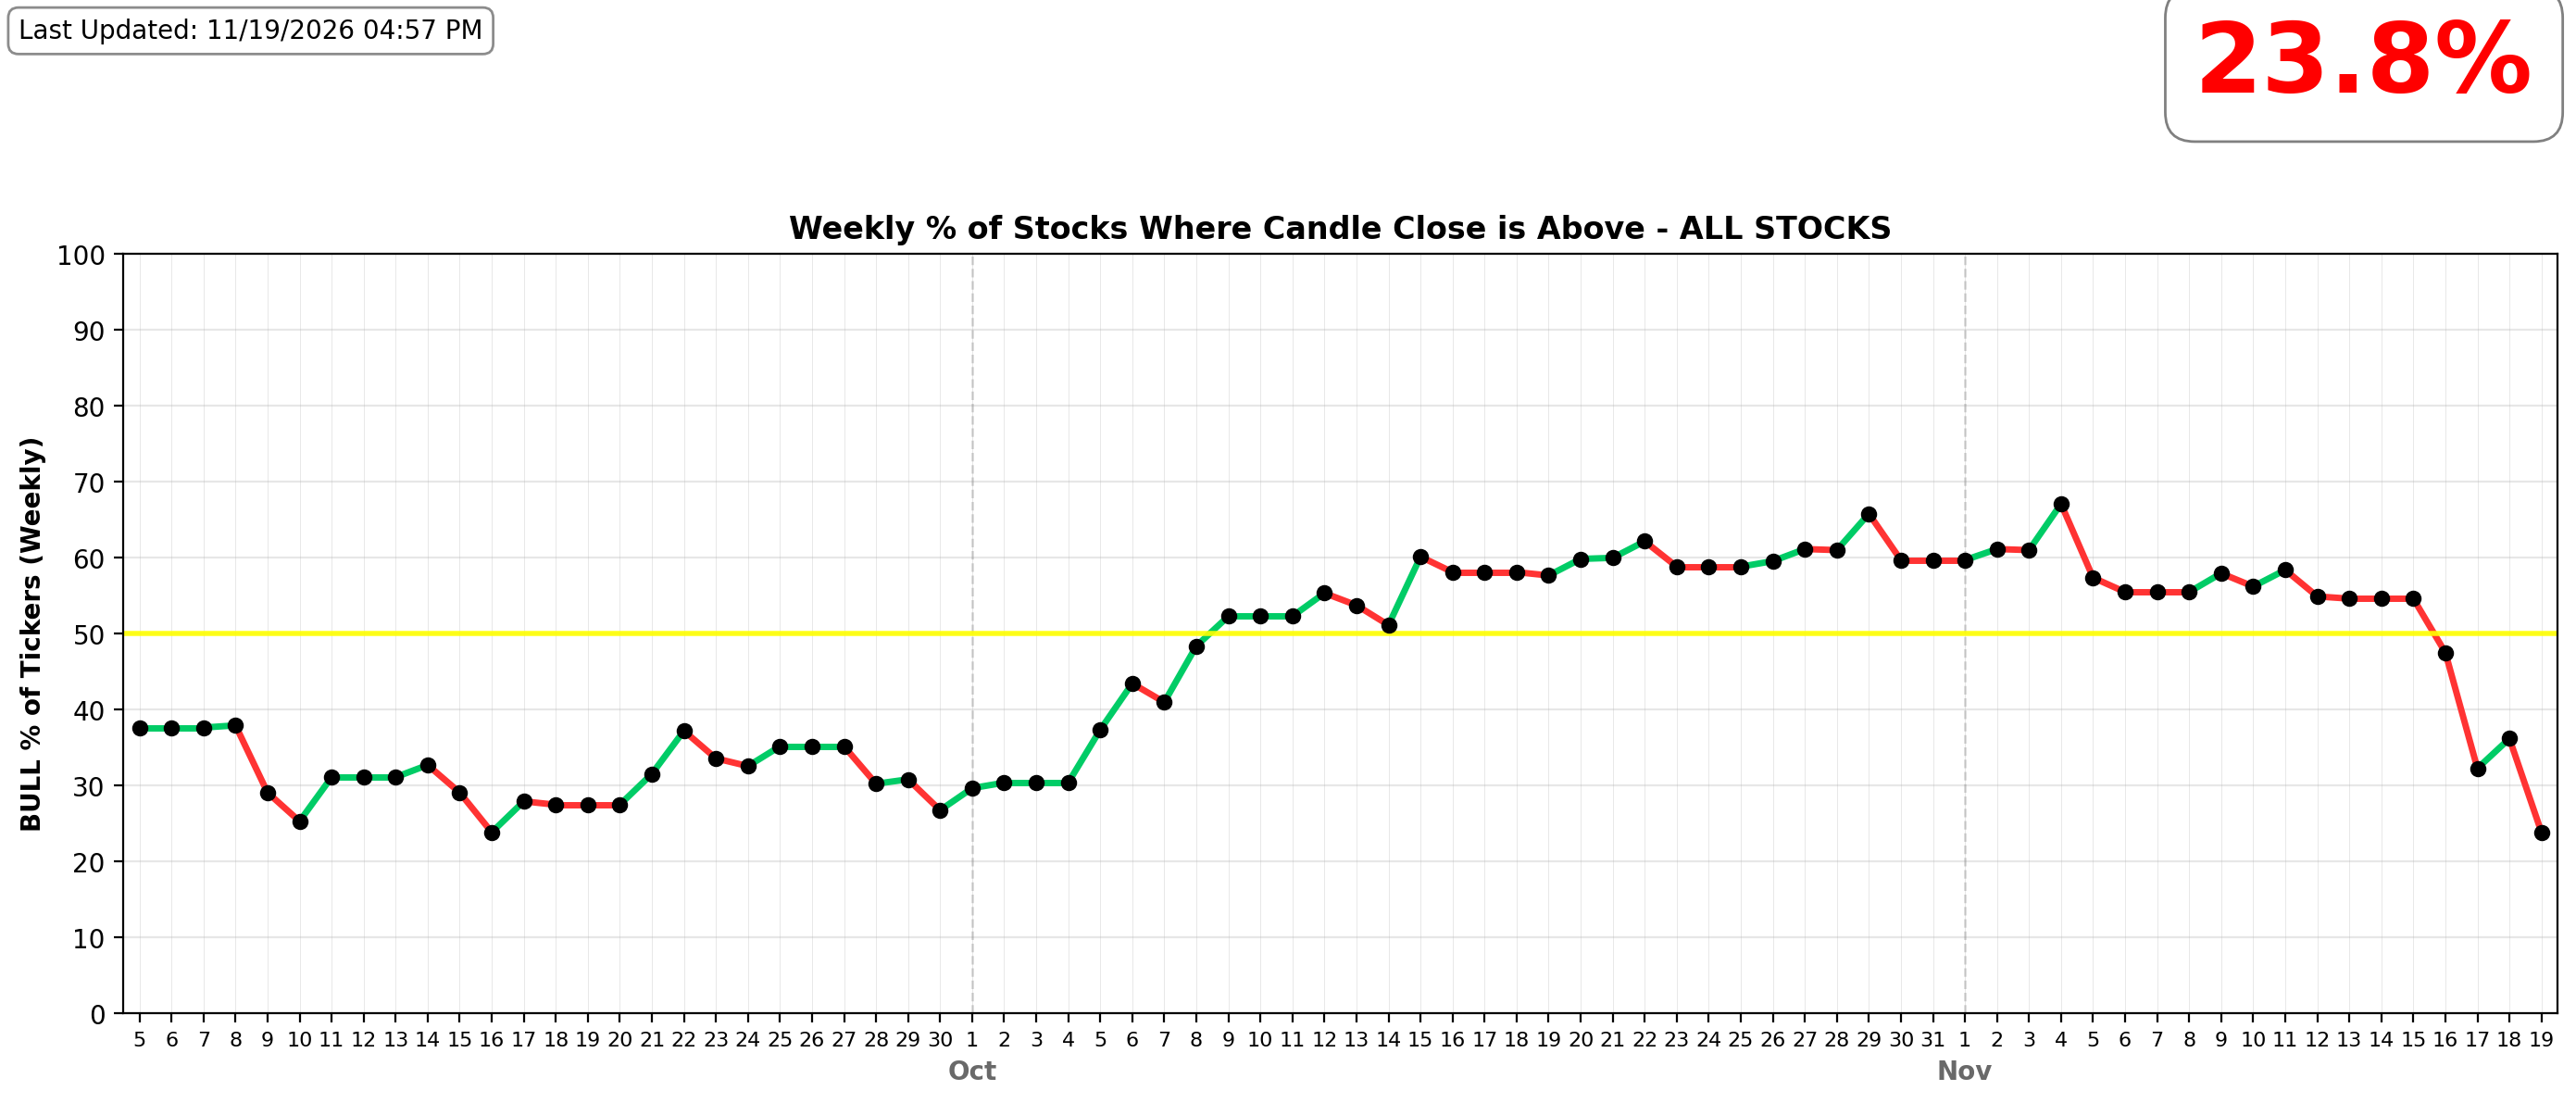 Last Updated: 11/19/2026 04:57 PM
23.8%
Weekly % of Stocks Where Candle Close is Above - ALL STOCKS
BULL % of Tickers (Weekly)
100
90
80
70
60
50
40
30
20
10
0
5 6 7 8 9 10 11 12 13 14 15 16 17 18 19 20 21 22 23 24 25 26 27 28 29 30 1 2 3 4 5 6 7 8 9 10 11 12 13 14 15 16 17 18 19 20 21 22 23 24 25 26 27 28 29 30 31 1 2 3 4 5 6 7 8 9 10 11 12 13 14 15 16 17 18 19
Oct Nov